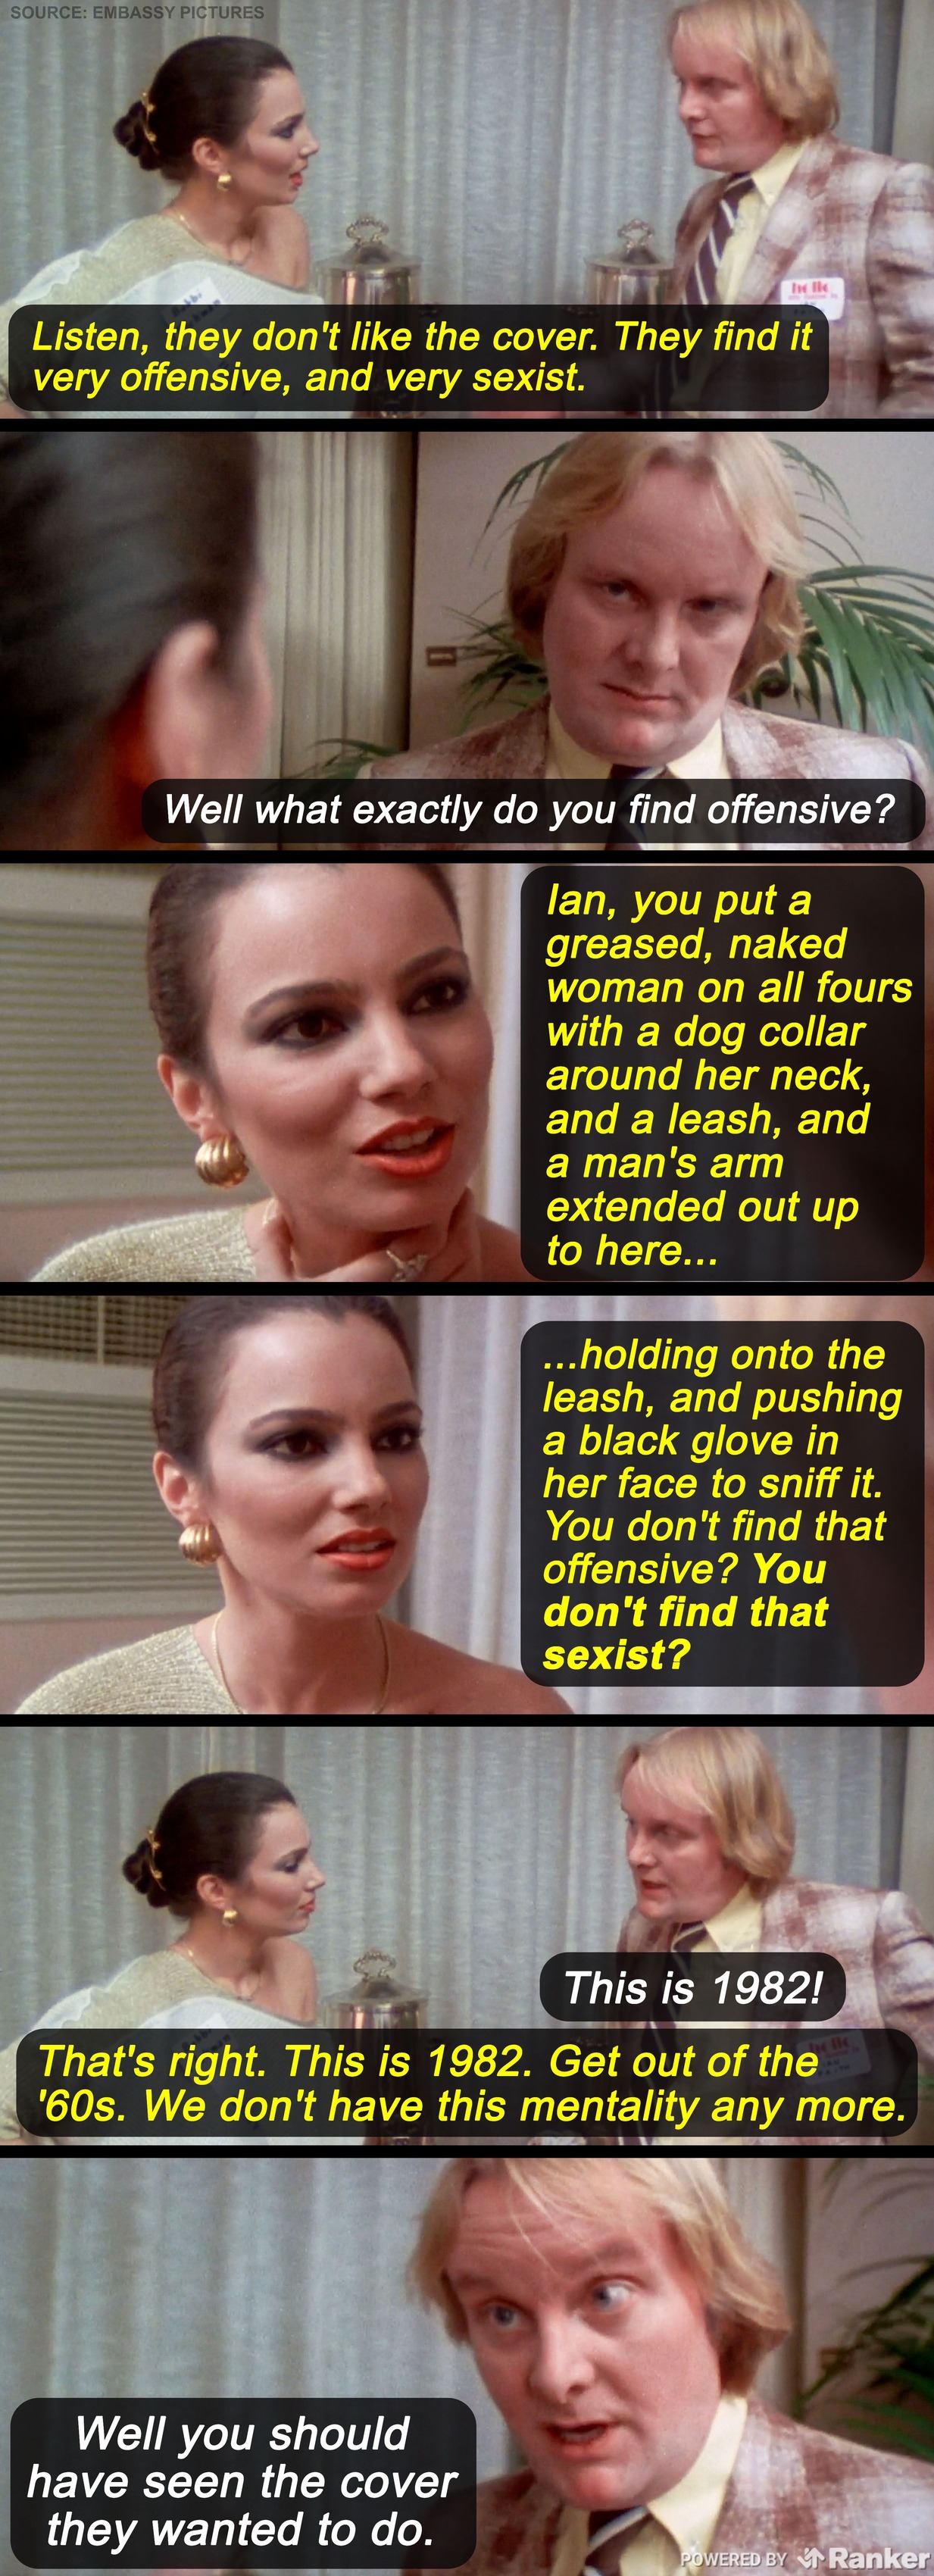 SOURCE: EMBASSY PICTURES
Listen, they don't like the cover. They find it
very offensive, and very sexist.
Well what exactly do you find offensive?
Ian, you put a
greased, naked
woman on all fours
with a dog collar
around her neck,
and a leash, and
a man's arm
extended out up
to here...
...holding onto the
leash, and pushing
a black glove in
her face to sniff it.
You don't find that
offensive? You
don't find that
sexist?
This is 1982!
That's right. This is 1982. Get out of the
'60s. We don't have this mentality any more.
Well you should
have seen the cover
they wanted to do.
POWERED BY Ranker